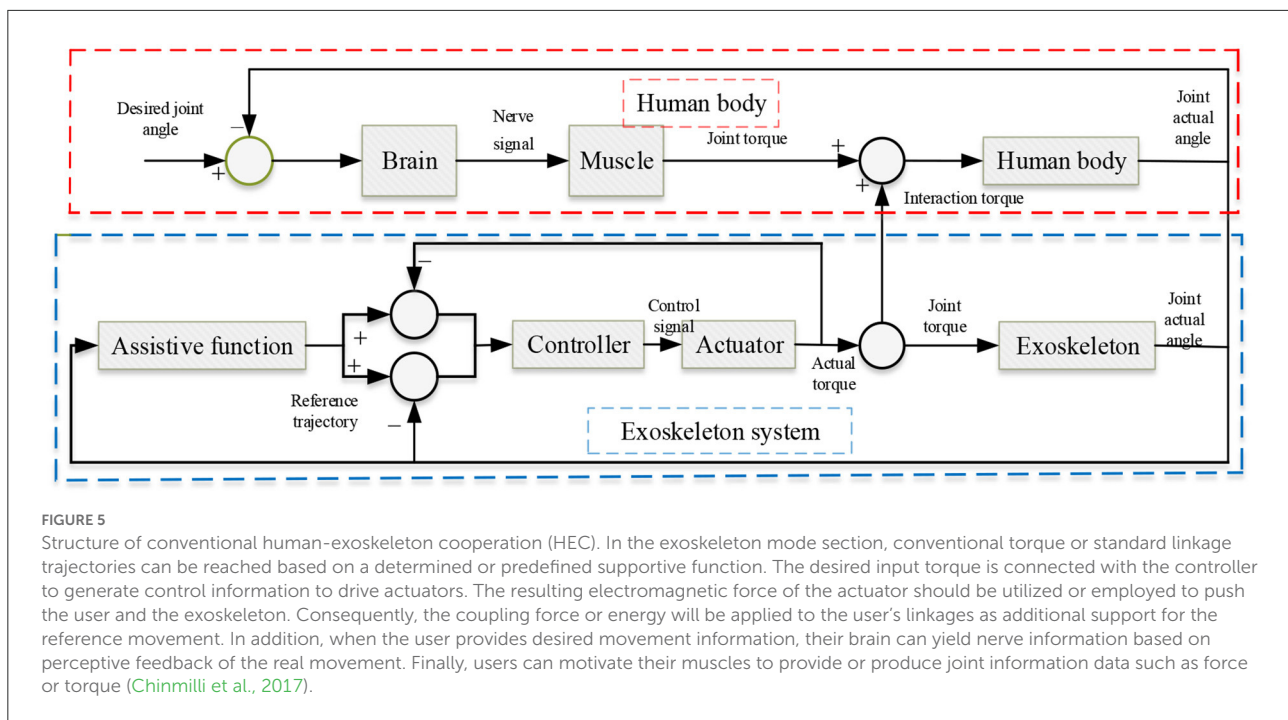 Desired joint
angle
−
+
Brain
Nerve
signal
Muscle
Human body
Joint torque
+
+
Interaction torque
Human body
Joint
actual
angle
Assistive function
−
+
+
Reference
trajectory
−
Controller
Control
signal
Actuator
Actual
torque
Joint
torque
Exoskeleton
Joint
actual
angle
Exoskeleton system
FIGURE 5
Structure of conventional human-exoskeleton cooperation (HEC). In the exoskeleton mode section, conventional torque or standard linkage
trajectories can be reached based on a determined or predefined supportive function. The desired input torque is connected with the controller
to generate control information to drive actuators. The resulting electromagnetic force of the actuator should be utilized or employed to push
the user and the exoskeleton. Consequently, the coupling force or energy will be applied to the user's linkages as additional support for the
reference movement. In addition, when the user provides desired movement information, their brain can yield nerve information based on
perceptive feedback of the real movement. Finally, users can motivate their muscles to provide or produce joint information data such as force
or torque (Chinmilli et al., 2017).